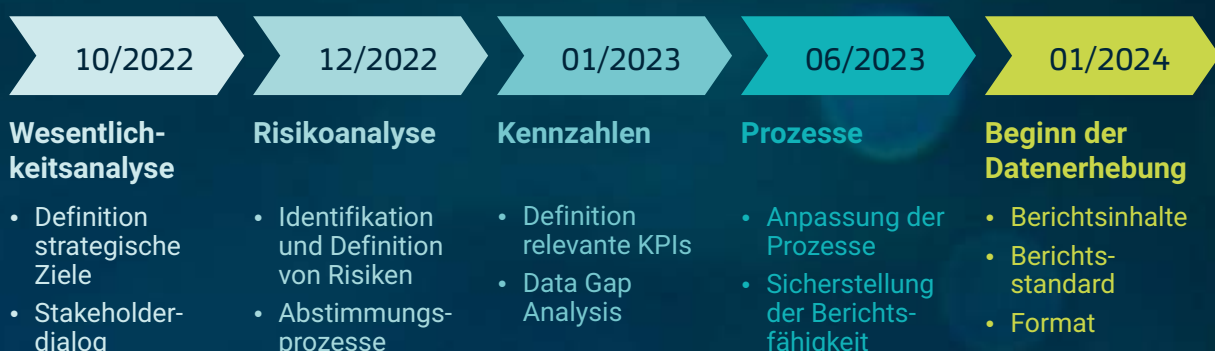 10/2022
12/2022
01/2023
06/2023
01/2024
Wesentlich-
keitsanalyse
• Definition
strategische
Ziele
• Stakeholder-
dialog
Risikoanalyse
• Identifikation
und Definition
von Risiken
• Abstimmungs-
prozesse
Kennzahlen
• Definition
relevante KPIs
• Data Gap
Analysis
Prozesse
• Anpassung der
Prozesse
• Sicherstellung
der Berichts-
fähigkeit
Beginn der
Datenerhebung
• Berichtsinhalte
• Berichts-
standard
• Format